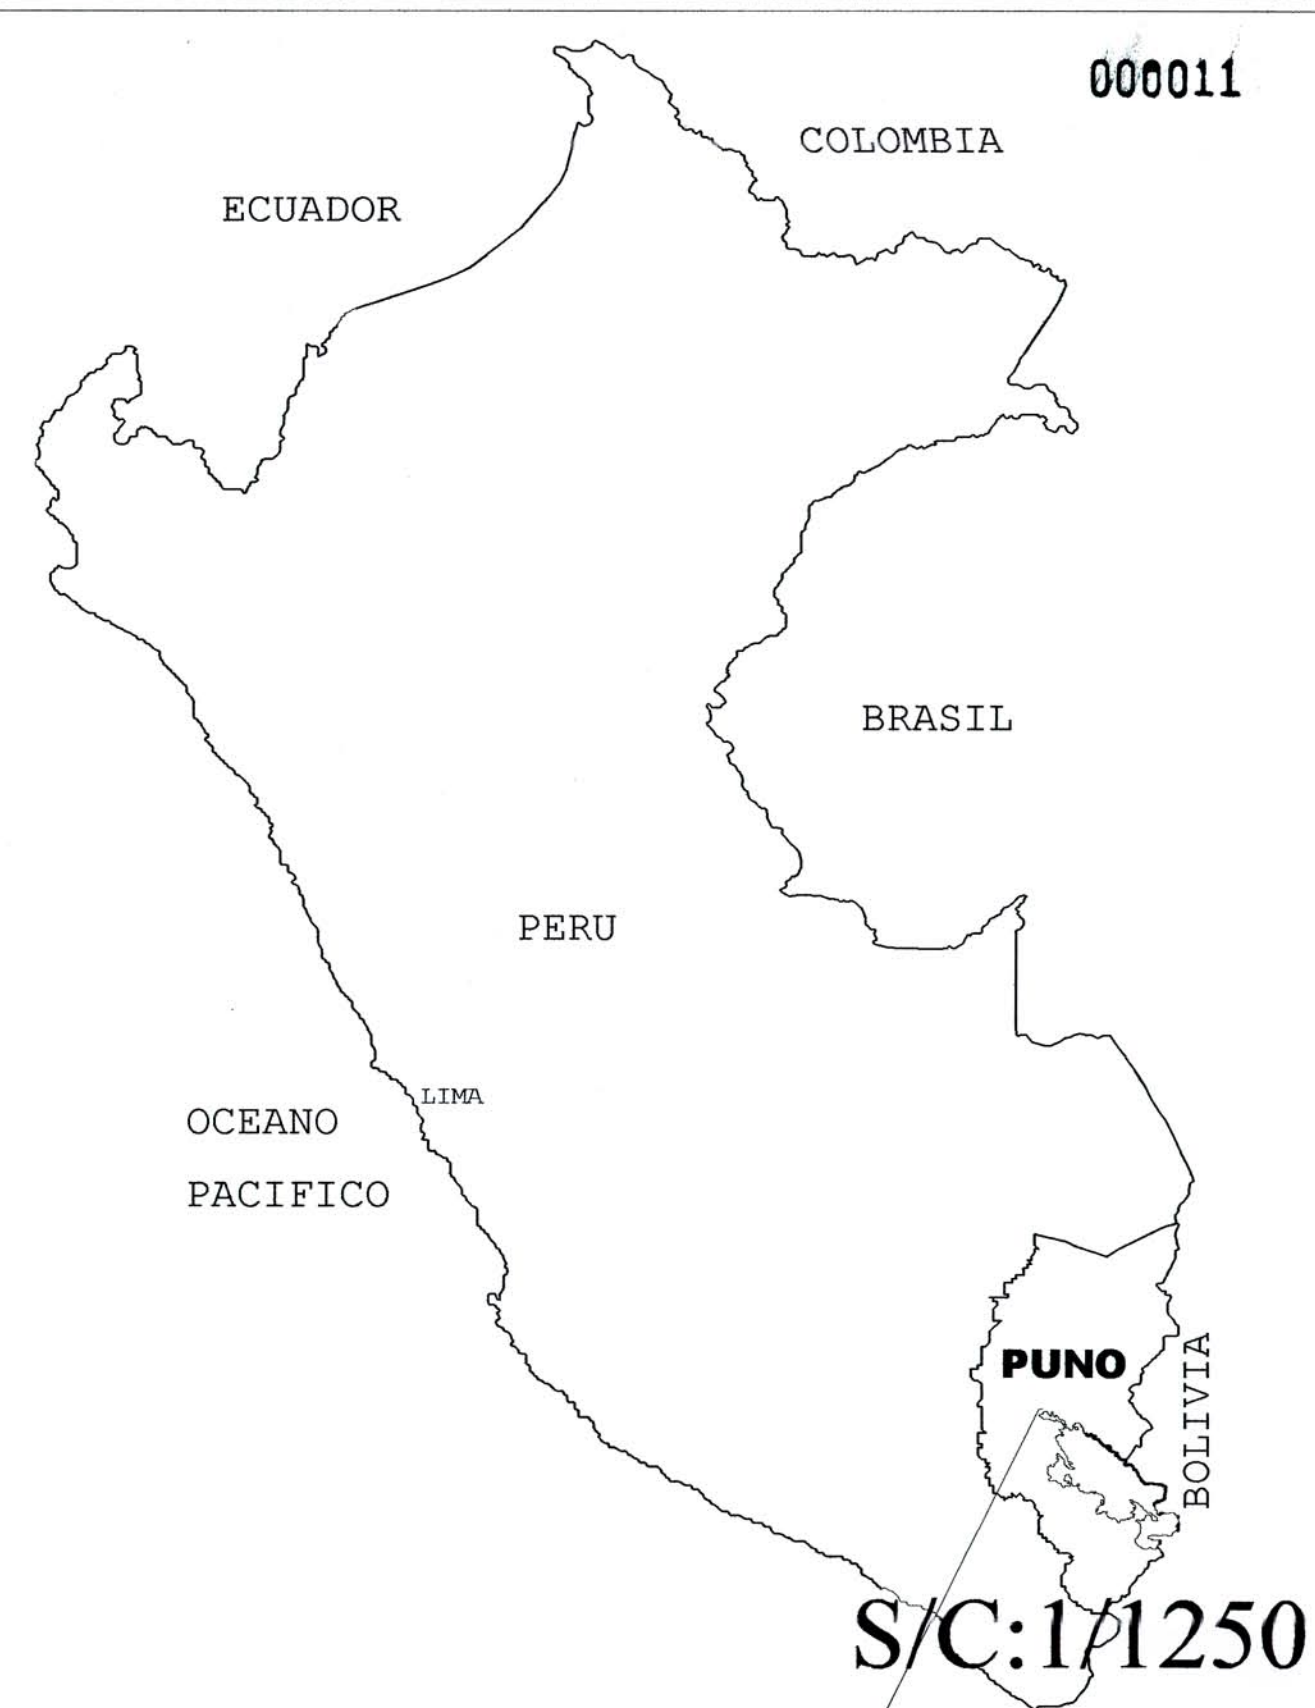 000011
COLOMBIA
ECUADOR
BRASIL
PERU
LIMA
OCEANO
PACIFICO
PUNO
BOLIVIA
S/C:1/1250